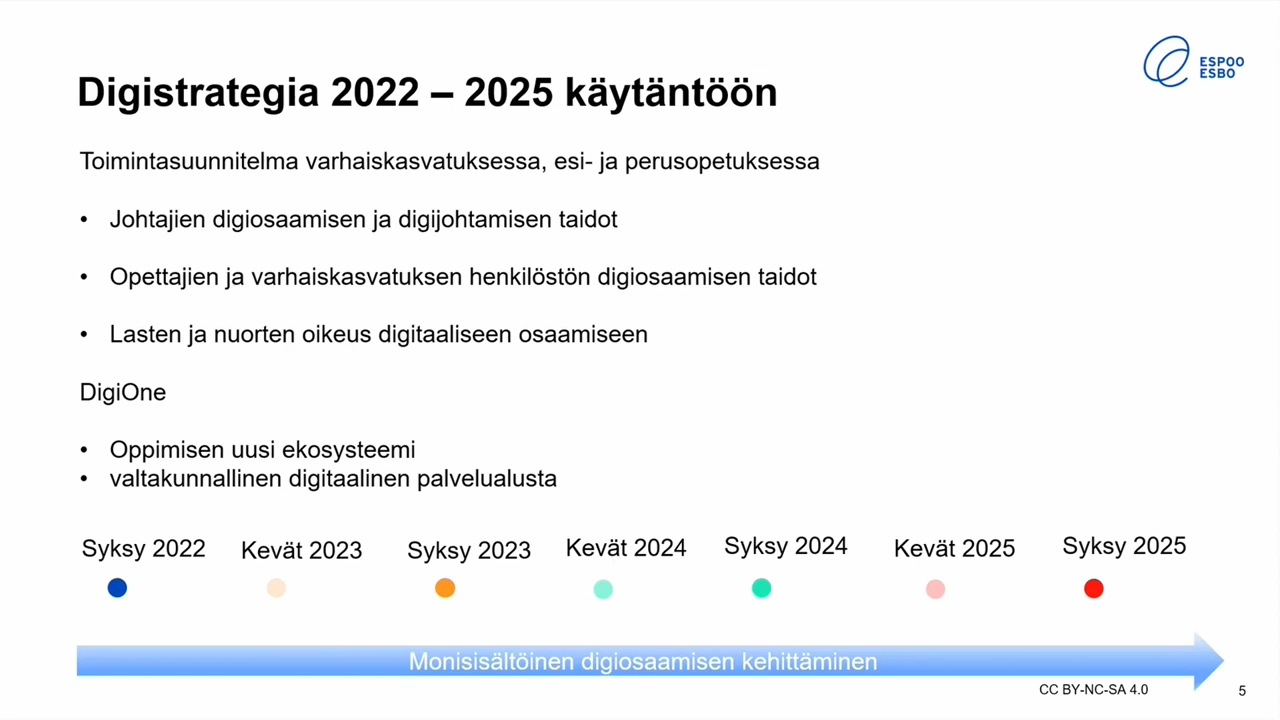 ESPOO
ESBO
Digistrategia 2022 – 2025 käytäntöön
Toimintasuunnitelma varhaiskasvatuksessa, esi- ja perusopetuksessa
• Johtajien digiosaamisen ja digijohtamisen taidot
• Opettajien ja varhaiskasvatuksen henkilöstön digiosaamisen taidot
• Lasten ja nuorten oikeus digitaaliseen osaamiseen
DigiOne
• Oppimisen uusi ekosysteemi
• valtakunnallinen digitaalinen palvelualusta
Syksy 2022 Kevät 2023 Syksy 2023 Kevät 2024 Syksy 2024 Kevät 2025 Syksy 2025
Monisisältöinen digiosaamisen kehittäminen
CC BY-NC-SA 4.0
5